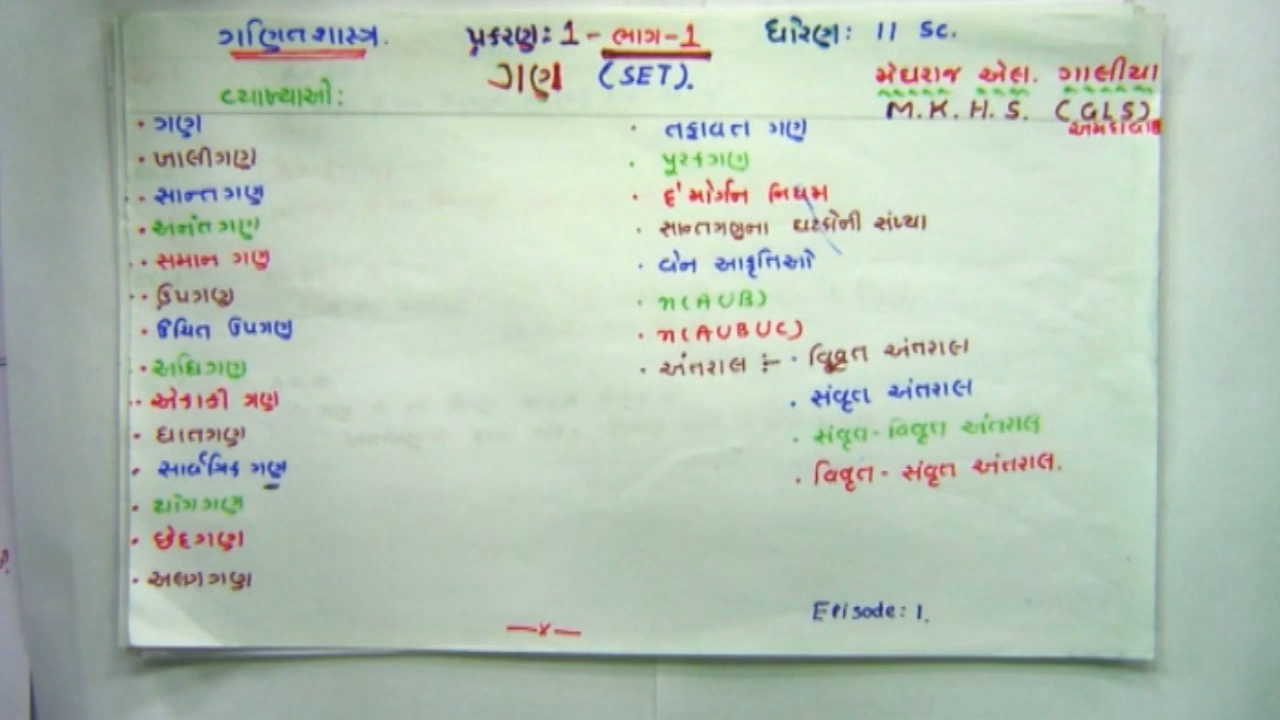 ગણિતશાસ્ત્ર. પ્રકરણ: 1 - ભાગ-1 ધોરણ: 11 Sc.
ગણ (SET).
મેઘરાજ એલ. ગાલીયા
વ્યાખ્યાઓ:
M.K.H.S. (GLS)
• ગણ
• ખાલીગણ
• સાન્તગણ
• અનંતગણ
• સમાન ગણ
• ઉપગણ
• ઉચિત ઉપગણ
• અધિગણ
• એકાકી ગણ
• ઘાતગણ
• સાર્વત્રિક ગણ
• યોગગણ
• છેદગણ
• અલગગણ
• તફાવત ગણ
• પુરકગણ
• દ'મોર્ગન નિયમ
• સાન્તગણના ઘટકોની સંખ્યા
• વેન આકૃતિઓ
• n(AUB)
• n(AUBUC)
• અંતરાલ :- • વિવૃત અંતરાલ
• સંવૃત અંતરાલ
• સંવૃત-વિવૃત અંતરાલ
• વિવૃત- સંવૃત અંતરાલ.
Episode: 1.
—x—